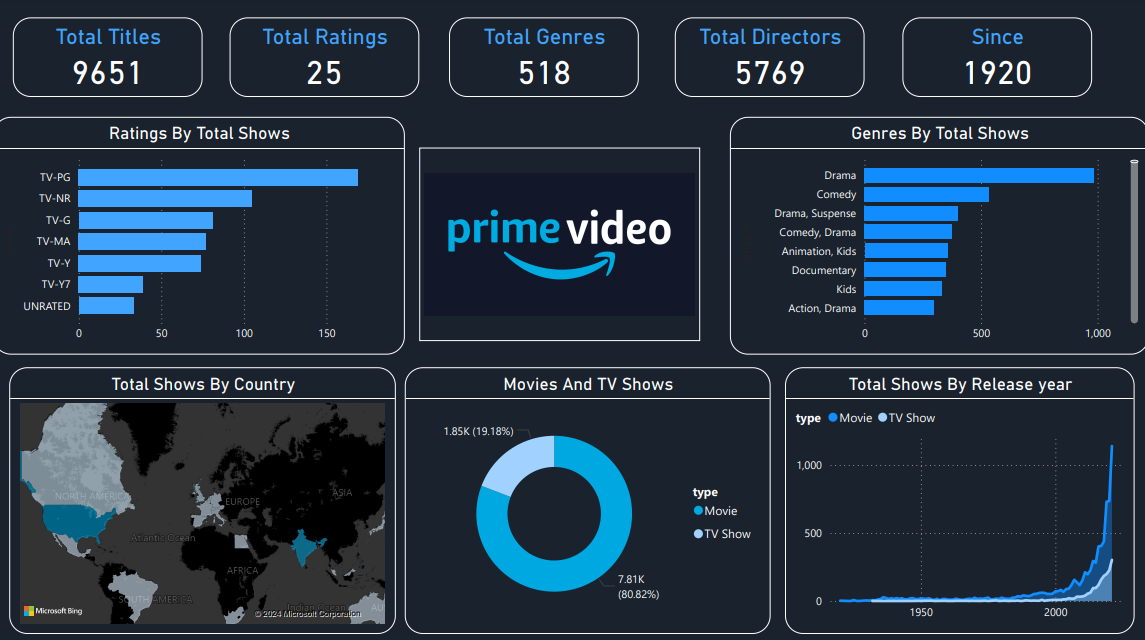 Total Titles
9651
Total Ratings
25
Total Genres
518
Total Directors
5769
Since
1920
Ratings By Total Shows
TV-PG
TV-NR
TV-G
TV-MA
TV-Y
TV-Y7
UNRATED
0 50 100 150
prime video
Genres By Total Shows
Drama
Comedy
Drama, Suspense
Comedy, Drama
Animation, Kids
Documentary
Kids
Action, Drama
0 500 1,000
Total Shows By Country
NORTH AMERICA
EUROPE
ASIA
Atlantic Ocean
AFRICA
SOUTH AMERICA
Indian Ocean
AU
Microsoft Bing
© 2024 Microsoft Corporation
Movies And TV Shows
1.85K (19.18%)
7.81K
(80.82%)
type
Movie
TV Show
Total Shows By Release year
type Movie TV Show
1,000
500
0
1950 2000